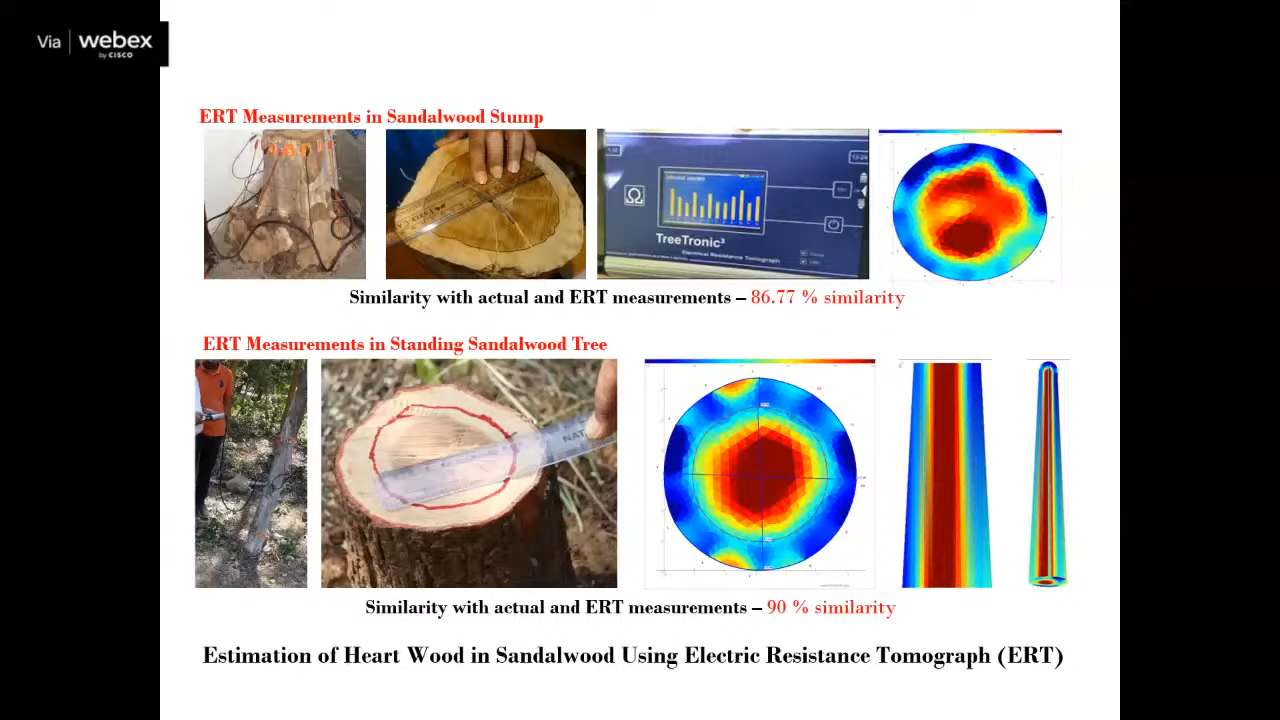 Via webex
by CISCO
ERT Measurements in Sandalwood Stump
TreeTronic³
Electrical Resistance Tomograph
Similarity with actual and ERT measurements – 86.77 % similarity
ERT Measurements in Standing Sandalwood Tree
Similarity with actual and ERT measurements – 90 % similarity
Estimation of Heart Wood in Sandalwood Using Electric Resistance Tomograph (ERT)